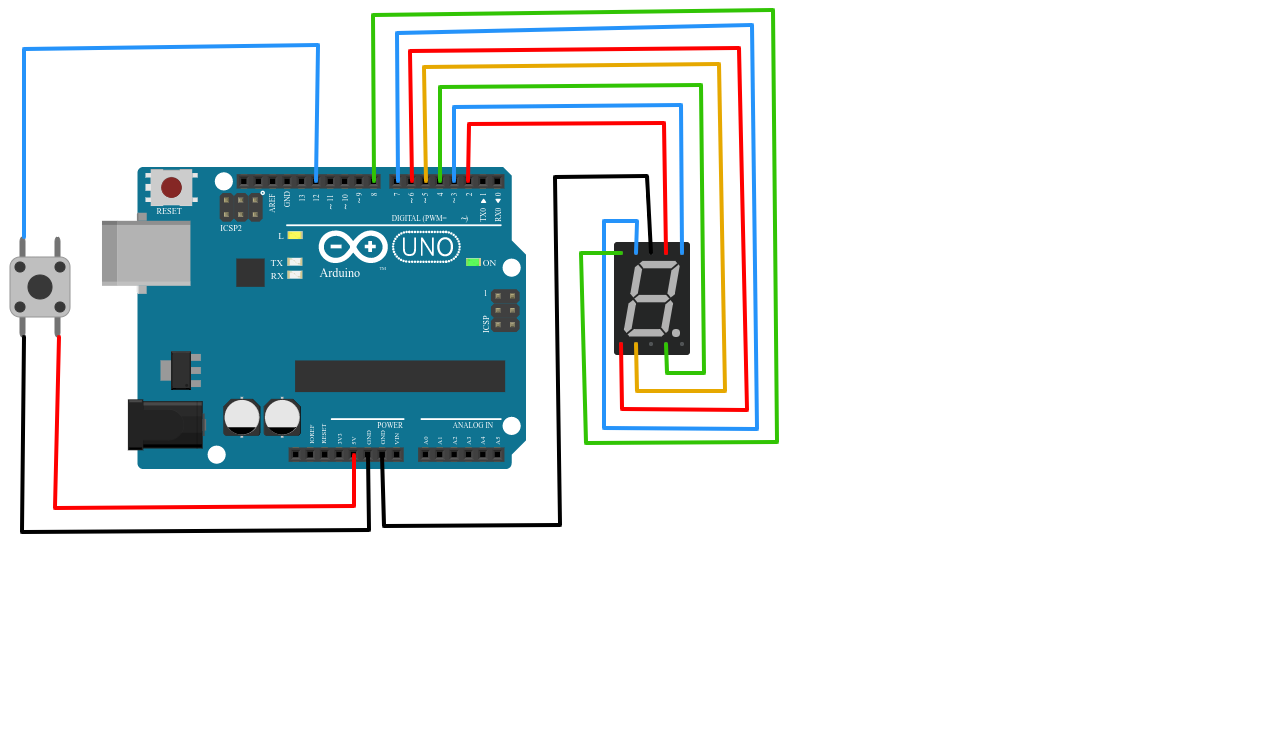 AREF
GND
13
12
~ 11
~ 10
~ 9
8
7
~ 6
~ 5
4
~ 3
2
TX0 ▶ 1
RX0 ◀ 0
RESET
ICSP2
DIGITAL (PWM~
L
TX
RX
UNO
ON
Arduino
TM
1
ICSP
POWER
ANALOG IN
IOREF
RESET
3V3
5V
GND
GND
VIN
A0
A1
A2
A3
A4
A5